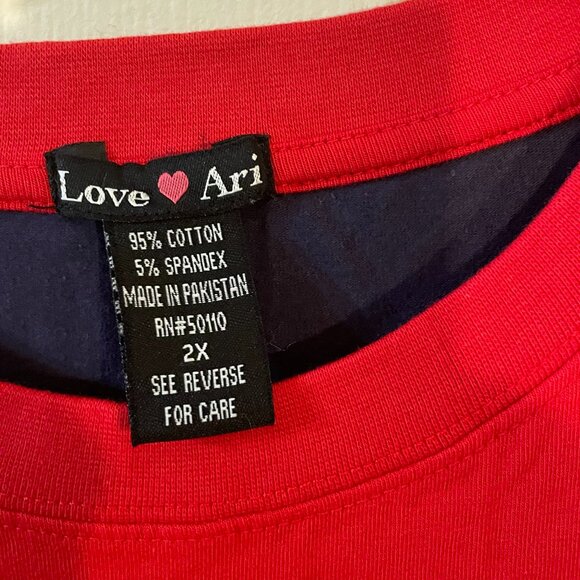 Love Ari
95% COTTON
5% SPANDEX
MADE IN PAKISTAN
RN#50110
2X
SEE REVERSE
FOR CARE